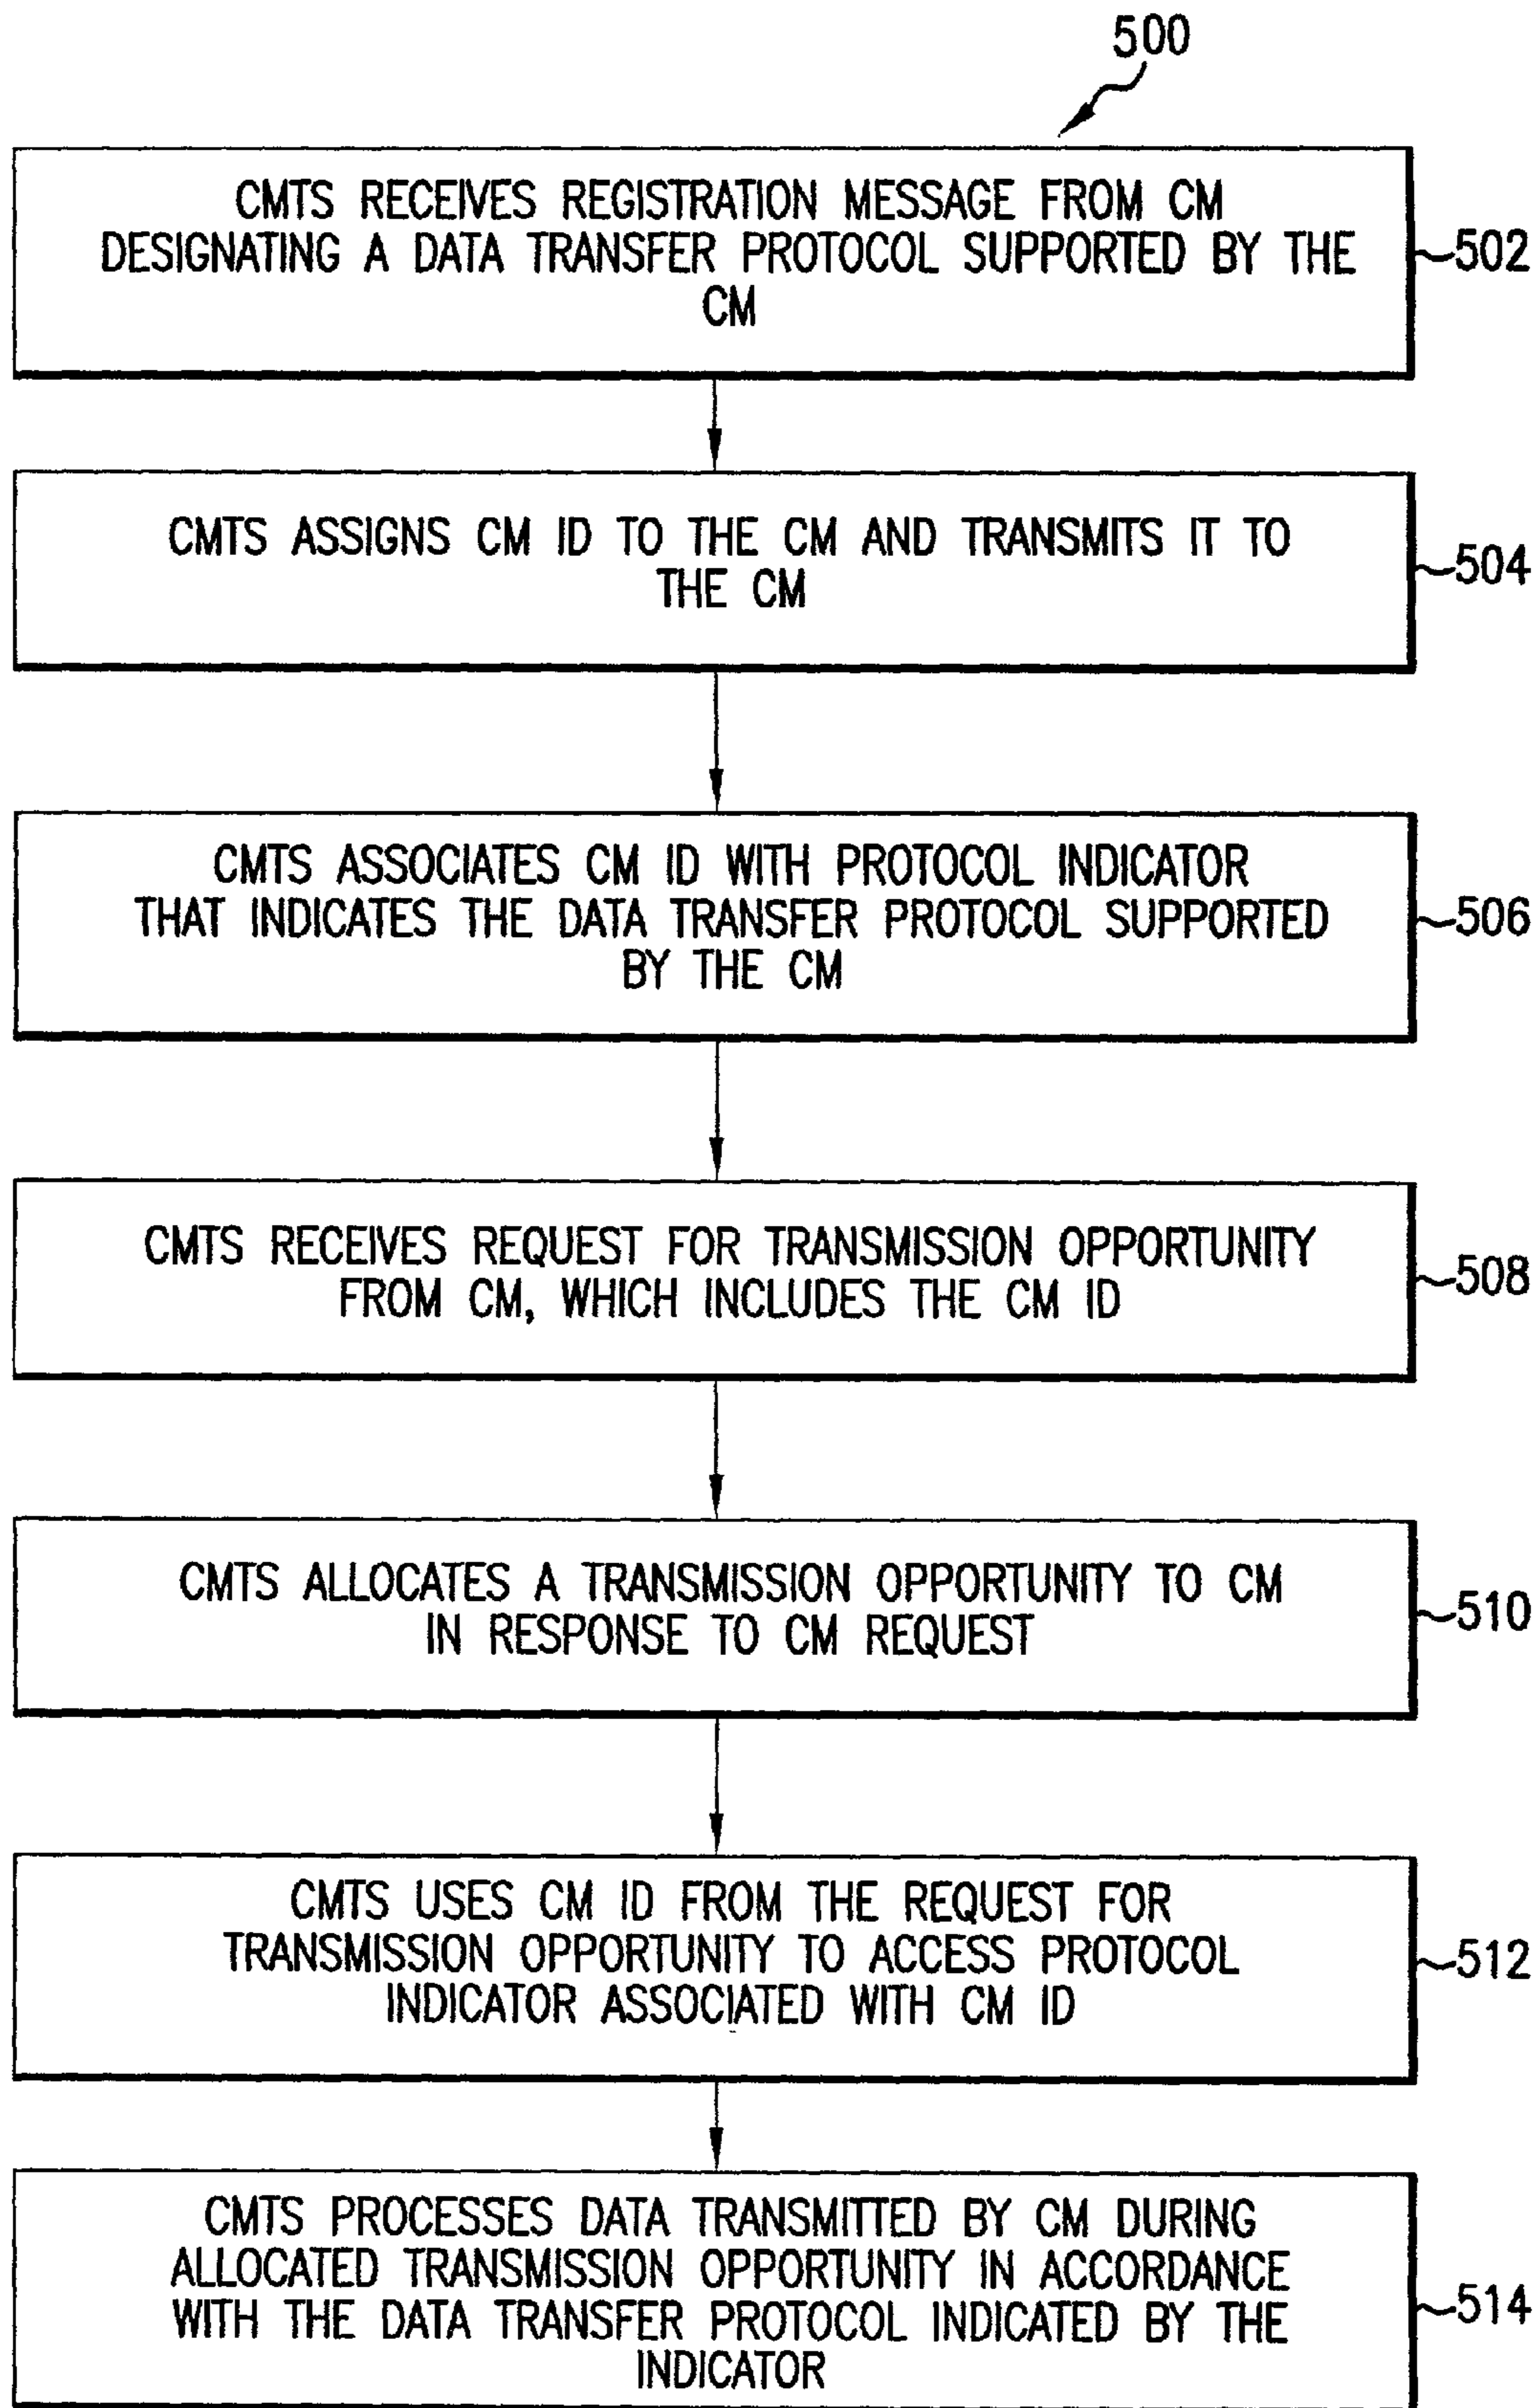 500
CMTS RECEIVES REGISTRATION MESSAGE FROM CM
DESIGNATING A DATA TRANSFER PROTOCOL SUPPORTED BY THE
CM
502
CMTS ASSIGNS CM ID TO THE CM AND TRANSMITS IT TO
THE CM
504
CMTS ASSOCIATES CM ID WITH PROTOCOL INDICATOR
THAT INDICATES THE DATA TRANSFER PROTOCOL SUPPORTED
BY THE CM
506
CMTS RECEIVES REQUEST FOR TRANSMISSION OPPORTUNITY
FROM CM, WHICH INCLUDES THE CM ID
508
CMTS ALLOCATES A TRANSMISSION OPPORTUNITY TO CM
IN RESPONSE TO CM REQUEST
510
CMTS USES CM ID FROM THE REQUEST FOR
TRANSMISSION OPPORTUNITY TO ACCESS PROTOCOL
INDICATOR ASSOCIATED WITH CM ID
512
CMTS PROCESSES DATA TRANSMITTED BY CM DURING
ALLOCATED TRANSMISSION OPPORTUNITY IN ACCORDANCE
WITH THE DATA TRANSFER PROTOCOL INDICATED BY THE
INDICATOR
514